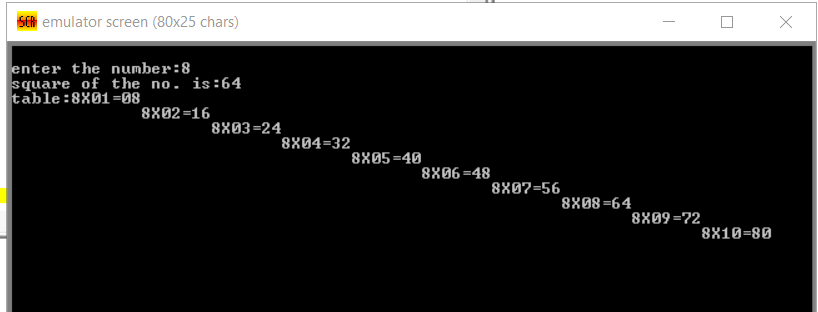 SCR emulator screen (80x25 chars)
enter the number:8
square of the no. is:64
table:8X01=08
8X02=16
8X03=24
8X04=32
8X05=40
8X06=48
8X07=56
8X08=64
8X09=72
8X10=80